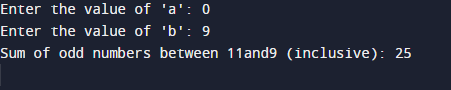 Enter the value of 'a': 0
Enter the value of 'b': 9
Sum of odd numbers between 11and9 (inclusive): 25